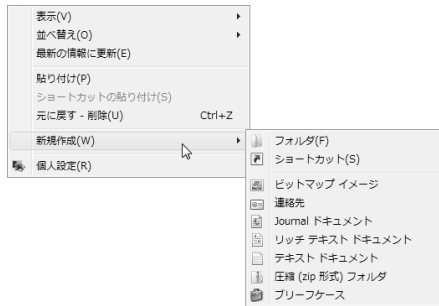 表示(V)
並べ替え(O)
最新の情報に更新(E)
貼り付け(P)
ショートカットの貼り付け(S)
元に戻す - 削除(U) Ctrl+Z
新規作成(W)
個人設定(R)
フォルダ(F)
ショートカット(S)
ビットマップ イメージ
連絡先
Journal ドキュメント
リッチ テキスト ドキュメント
テキスト ドキュメント
圧縮 (zip 形式) フォルダ
ブリーフケース